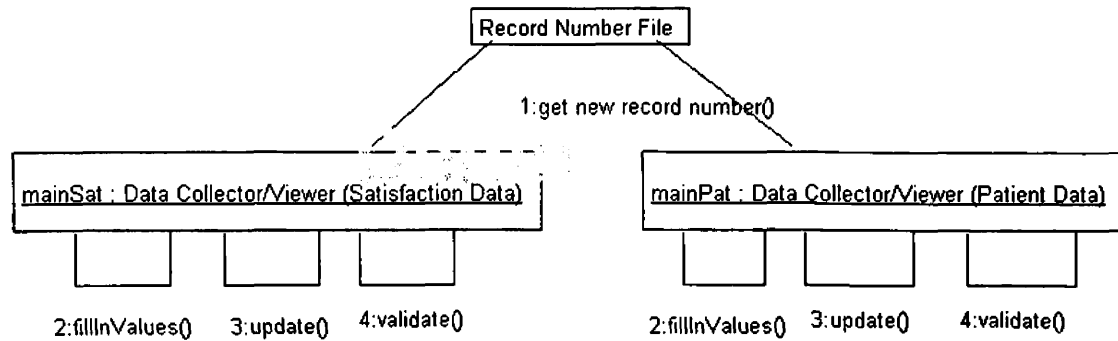 Record Number File
1:get new record number()
mainSat : Data Collector/Viewer (Satisfaction Data)
mainPat : Data Collector/Viewer (Patient Data)
2:fillInValues()
3:update()
4:validate()
2:fillInValues()
3:update()
4:validate()